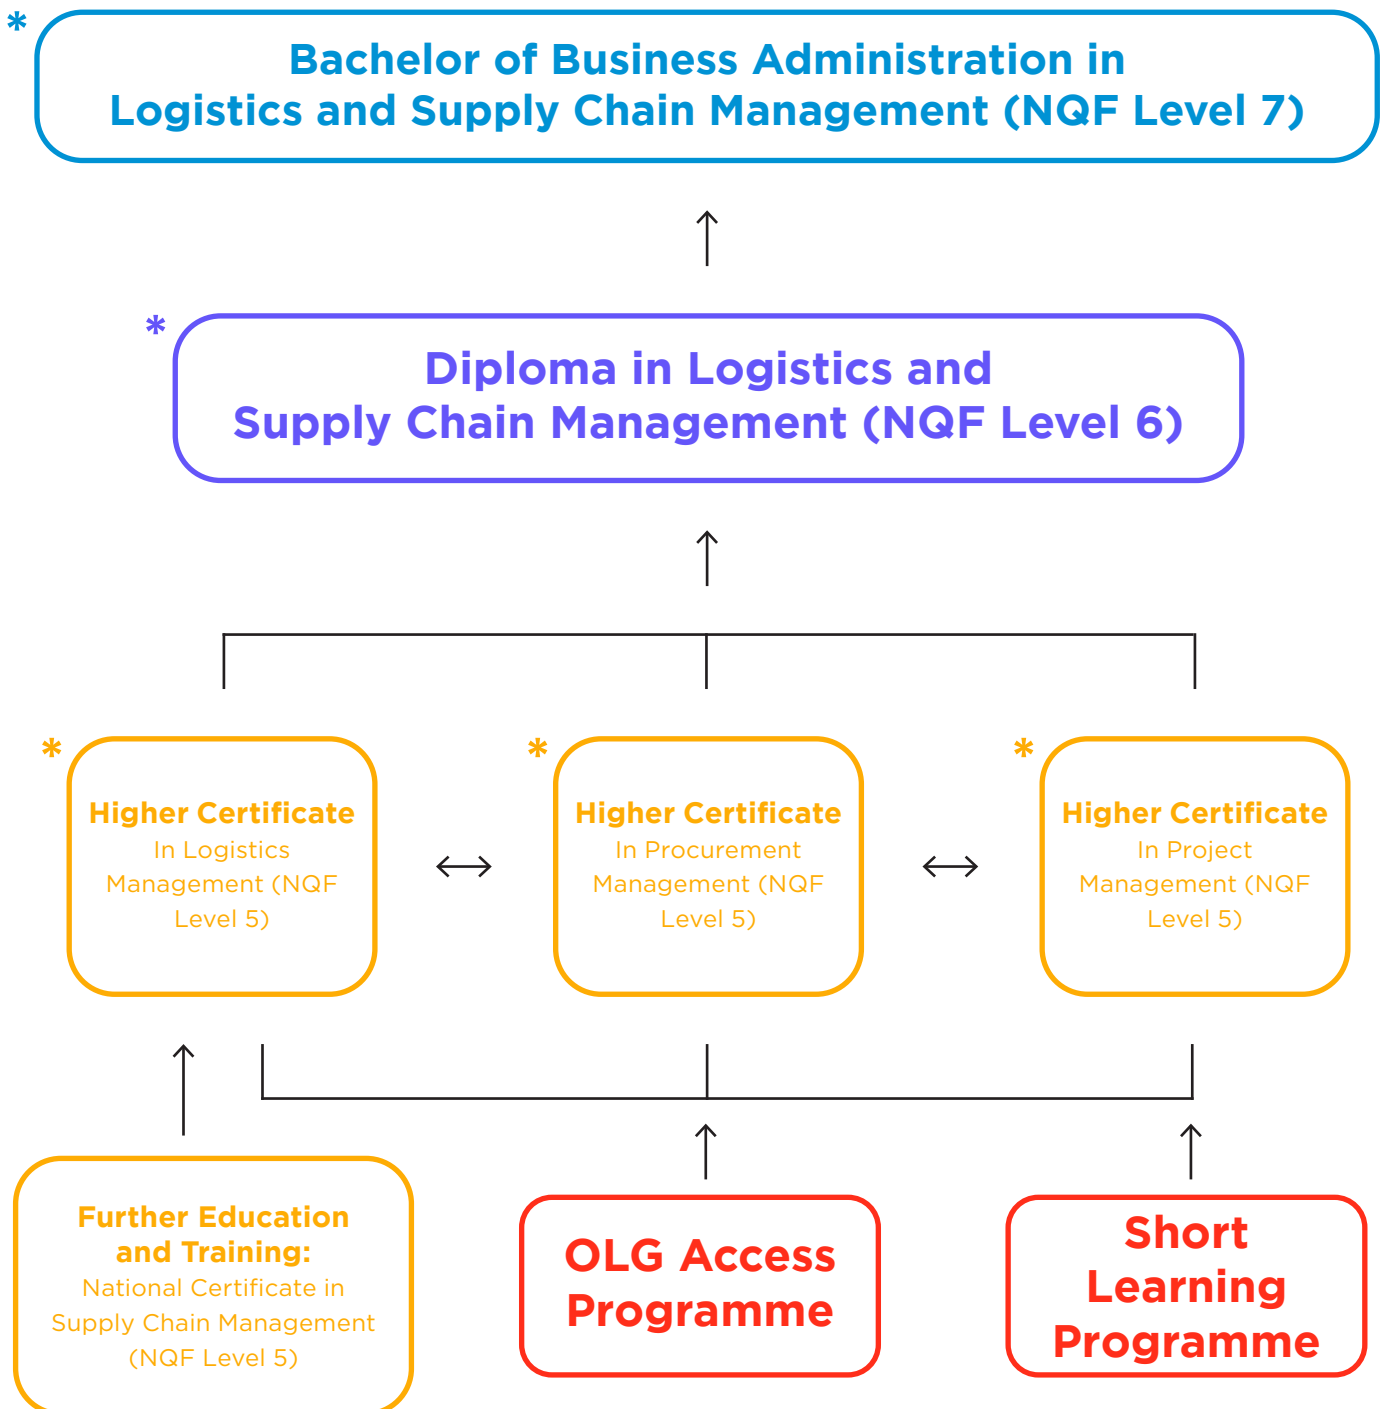 *
Bachelor of Business Administration in
Logistics and Supply Chain Management (NQF Level 7)
*
Diploma in Logistics and
Supply Chain Management (NQF Level 6)
*
Higher Certificate
In Logistics
Management (NQF
Level 5)
*
Higher Certificate
In Procurement
Management (NQF
Level 5)
*
Higher Certificate
In Project
Management (NQF
Level 5)
Further Education
and Training:
National Certificate in
Supply Chain Management
(NQF Level 5)
OLG Access
Programme
Short
Learning
Programme